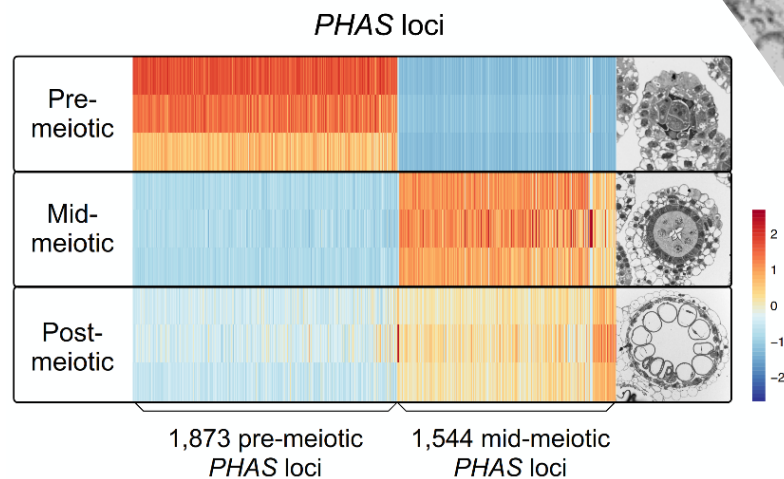 PHAS loci
Pre-
meiotic
Mid-
meiotic
Post-
meiotic
2
1
0
-1
-2
1,873 pre-meiotic
PHAS loci
1,544 mid-meiotic
PHAS loci